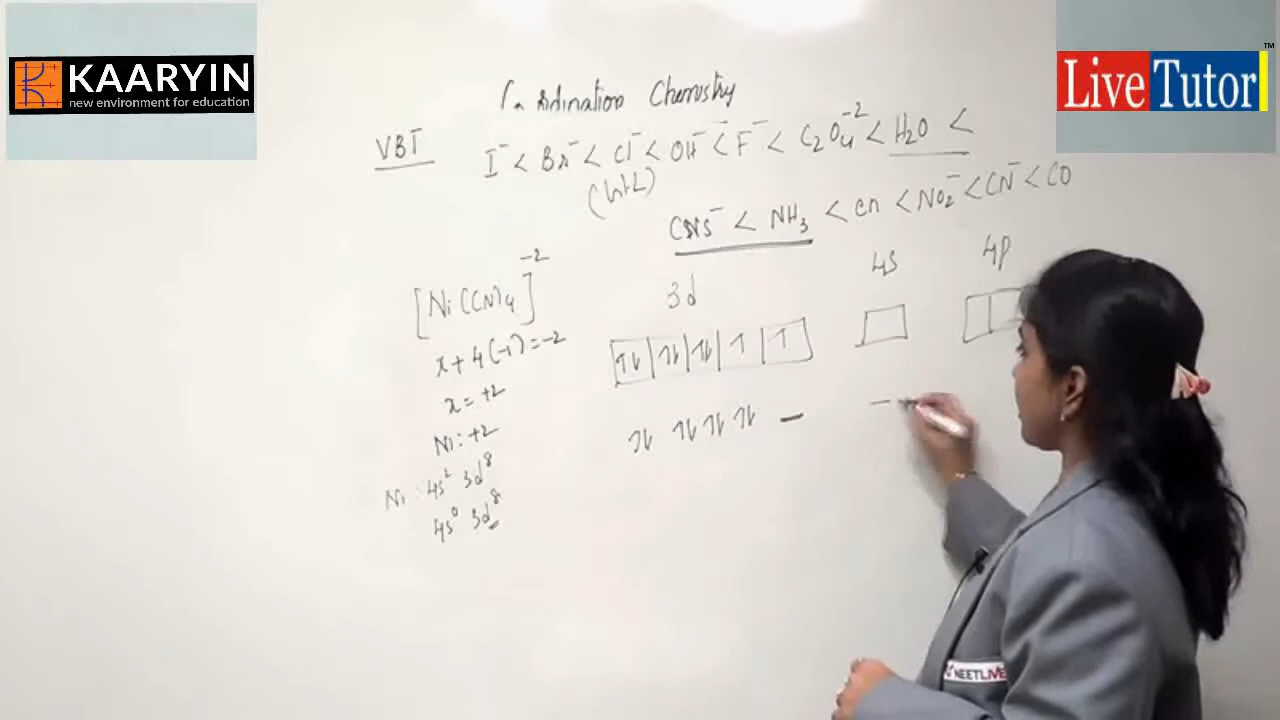 KAARYIN
new environment for education
Live Tutor
TM
Coordination Chemistry
VBT
I⁻ < Br⁻ < Cl⁻ < OH⁻ < F⁻ < C₂O₄⁻² < H₂O <
CNS⁻ < NH₃ < en < NO₂⁻ < CN⁻ < CO
[Ni(CN)₄]⁻²
x + 4(-1) = -2
x = +2
Ni : +2
Ni : 4s² 3d⁸
4s⁰ 3d⁸
3d
4S
4P
NEETLIVE